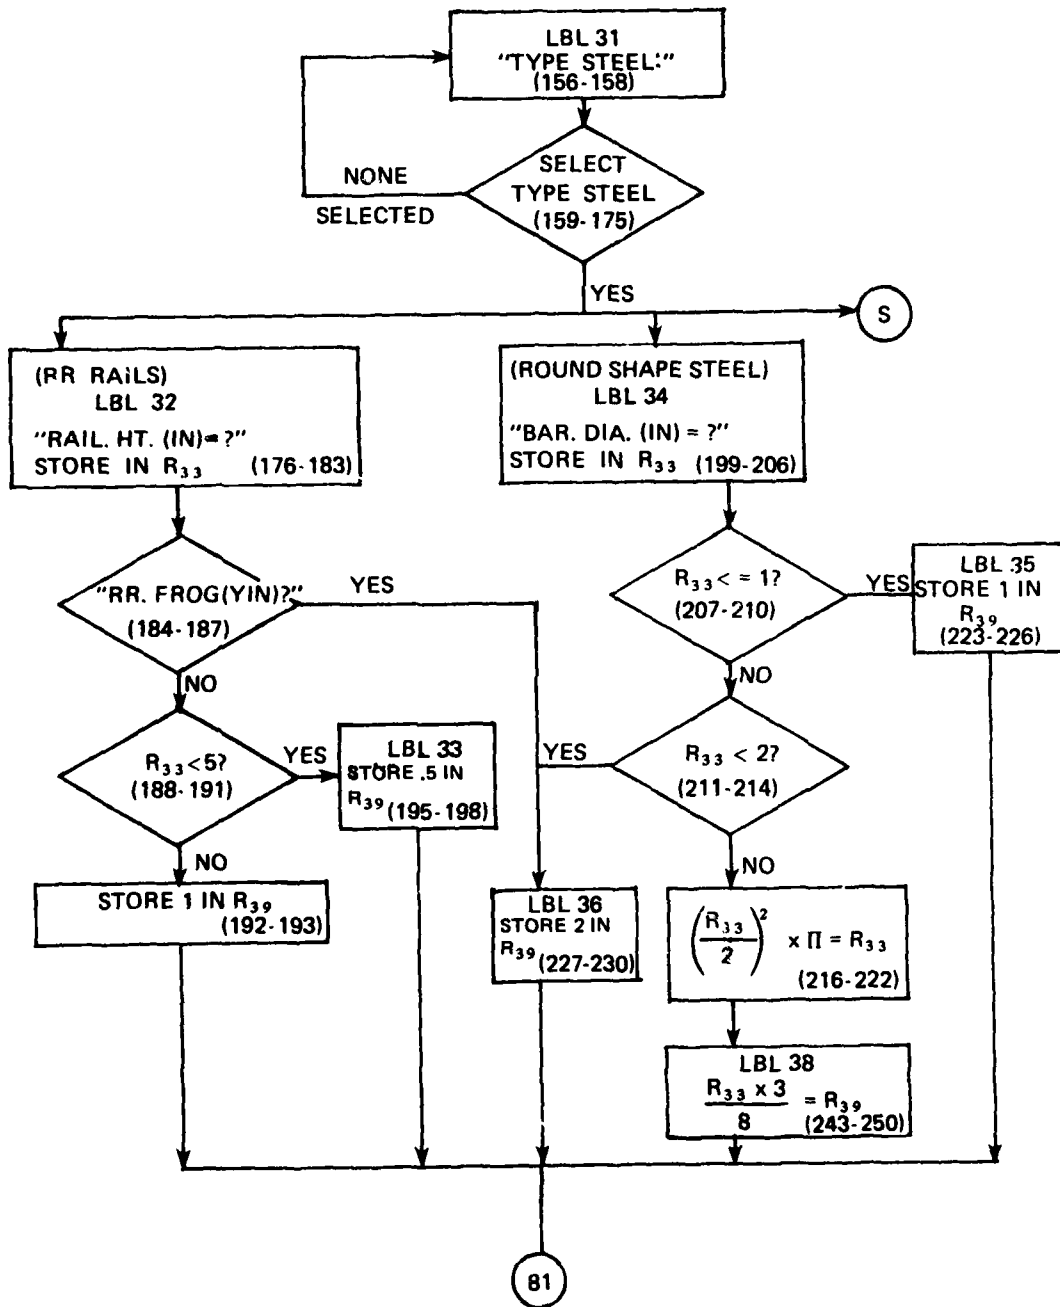 LBL 31
"TYPE STEEL:"
(156-158)
SELECT
TYPE STEEL
(159-175)
NONE
SELECTED
YES
S
(RR RAILS)
LBL 32
"RAIL. HT. (IN)=?"
STORE IN R33 (176-183)
(ROUND SHAPE STEEL)
LBL 34
"BAR. DIA. (IN) = ?"
STORE IN R33 (199-206)
"RR. FROG(YIN)?"
(184-187)
YES
NO
R33 < = 1?
(207-210)
YES
NO
LBL 35
STORE 1 IN
R39
(223-226)
R33<5?
(188-191)
YES
NO
LBL 33
STORE .5 IN
R39 (195-198)
YES
R33 < 2?
(211-214)
NO
STORE 1 IN R39
(192-193)
LBL 36
STORE 2 IN
R39 (227-230)
(R33/2)² x Π = R33
(216-222)
LBL 38
R33 x 3 / 8 = R39
(243-250)
81